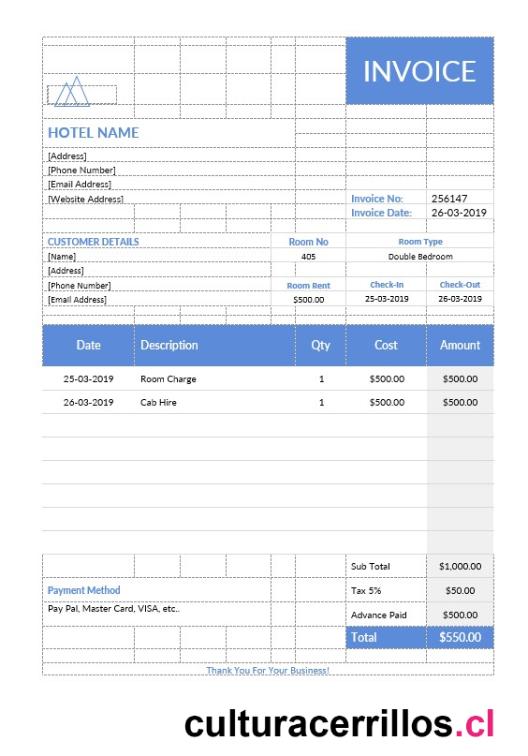 INVOICE
HOTEL NAME
[Address]
[Phone Number]
[Email Address]
[Website Address]
Invoice No: 256147
Invoice Date: 26-03-2019
CUSTOMER DETAILS Room No Room Type
[Name] 405 Double Bedroom
[Address]
[Phone Number] Room Rent Check-In Check-Out
[Email Address] $500.00 25-03-2019 26-03-2019
Date Description Qty Cost Amount
25-03-2019 Room Charge 1 $500.00 $500.00
26-03-2019 Cab Hire 1 $500.00 $500.00
Sub Total $1,000.00
Payment Method Tax 5% $50.00
Pay Pal, Master Card, VISA, etc..
Advance Paid $500.00
Total $550.00
Thank You For Your Business!
culturacerrillos.cl